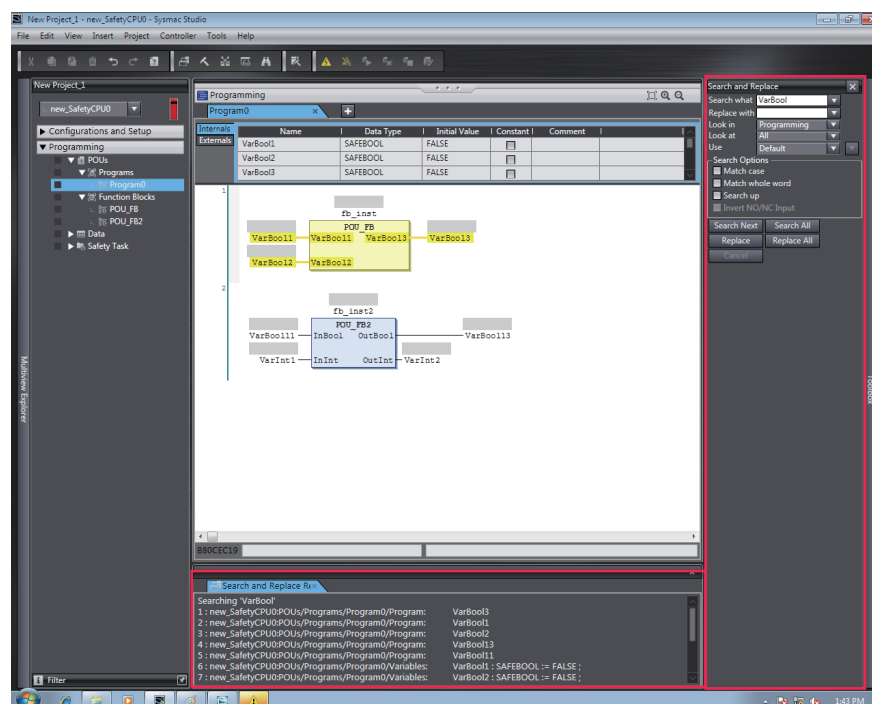 New Project_1 - new_SafetyCPU0 - Sysmac Studio
File Edit View Insert Project Controller Tools Help
New Project_1
new_SafetyCPU0
Configurations and Setup
Programming
POUs
Programs
Program0
Function Blocks
POU_FB
POU_FB2
Data
Safety Task
Filter
Multiview Explorer
Programming
Program0
Internals
Externals
Name Data Type Initial Value Constant Comment
VarBool1 SAFEBOOL FALSE
VarBool2 SAFEBOOL FALSE
VarBool3 SAFEBOOL FALSE
1
fb_inst
POU_FB
VarBool1 VarBool1 VarBool3 VarBool3
VarBool2 VarBool2
2
fb_inst2
POU_FB2
VarBool11 InBool OutBool VarBool13
VarInt1 InInt OutInt VarInt2
B80CEC19
Search and Replace Re
Searching 'VarBool'
1 : new_SafetyCPU0:POUs/Programs/Program0/Program: VarBool3
2 : new_SafetyCPU0:POUs/Programs/Program0/Program: VarBool1
3 : new_SafetyCPU0:POUs/Programs/Program0/Program: VarBool2
4 : new_SafetyCPU0:POUs/Programs/Program0/Program: VarBool13
5 : new_SafetyCPU0:POUs/Programs/Program0/Program: VarBool11
6 : new_SafetyCPU0:POUs/Programs/Program0/Variables: VarBool1 : SAFEBOOL := FALSE ;
7 : new_SafetyCPU0:POUs/Programs/Program0/Variables: VarBool2 : SAFEBOOL := FALSE ;
Search and Replace
Search what VarBool
Replace with
Look in Programming
Look at All
Use Default
Search Options
Match case
Match whole word
Search up
Invert NO/NC Input
Search Next Search All
Replace Replace All
Cancel
Toolbox
1:43 PM